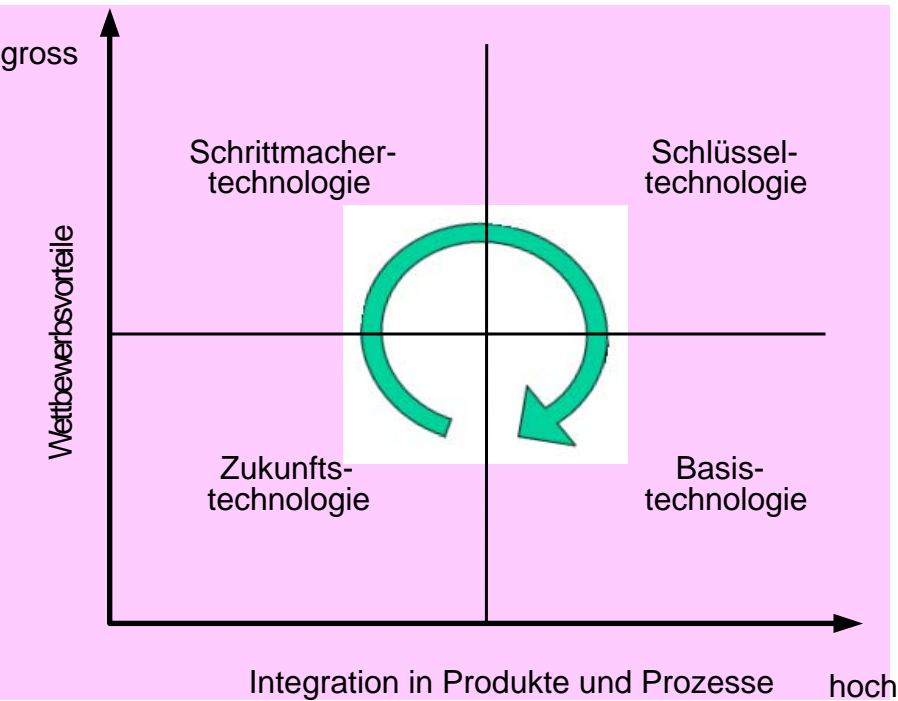 gross
Schrittmacher-
technologie
Schlüssel-
technologie
Wettbewerbsvorteile
Zukunfts-
technologie
Basis-
technologie
Integration in Produkte und Prozesse
hoch